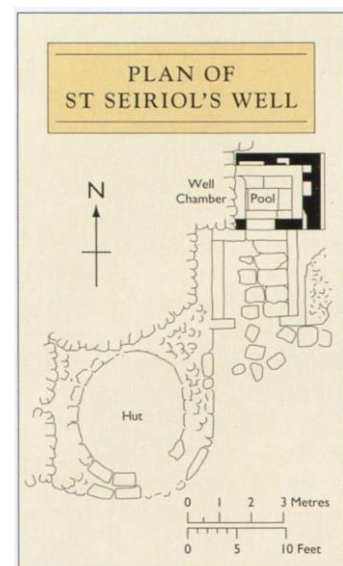 PLAN OF
ST SEIRIOL'S WELL
N
Well
Chamber
Pool
Hut
0 1 2 3 Metres
0 5 10 Feet